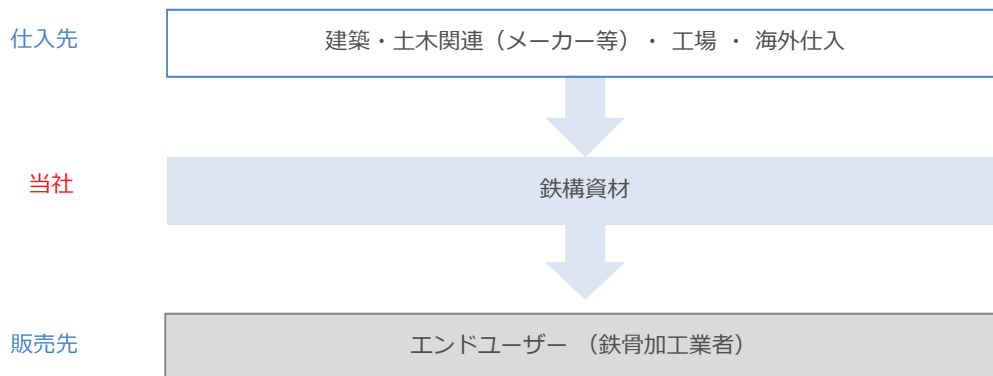 仕入先
建築・土木関連（メーカー等）・ 工場 ・ 海外仕入
当社
鉄構資材
販売先
エンドユーザー （鉄骨加工業者）